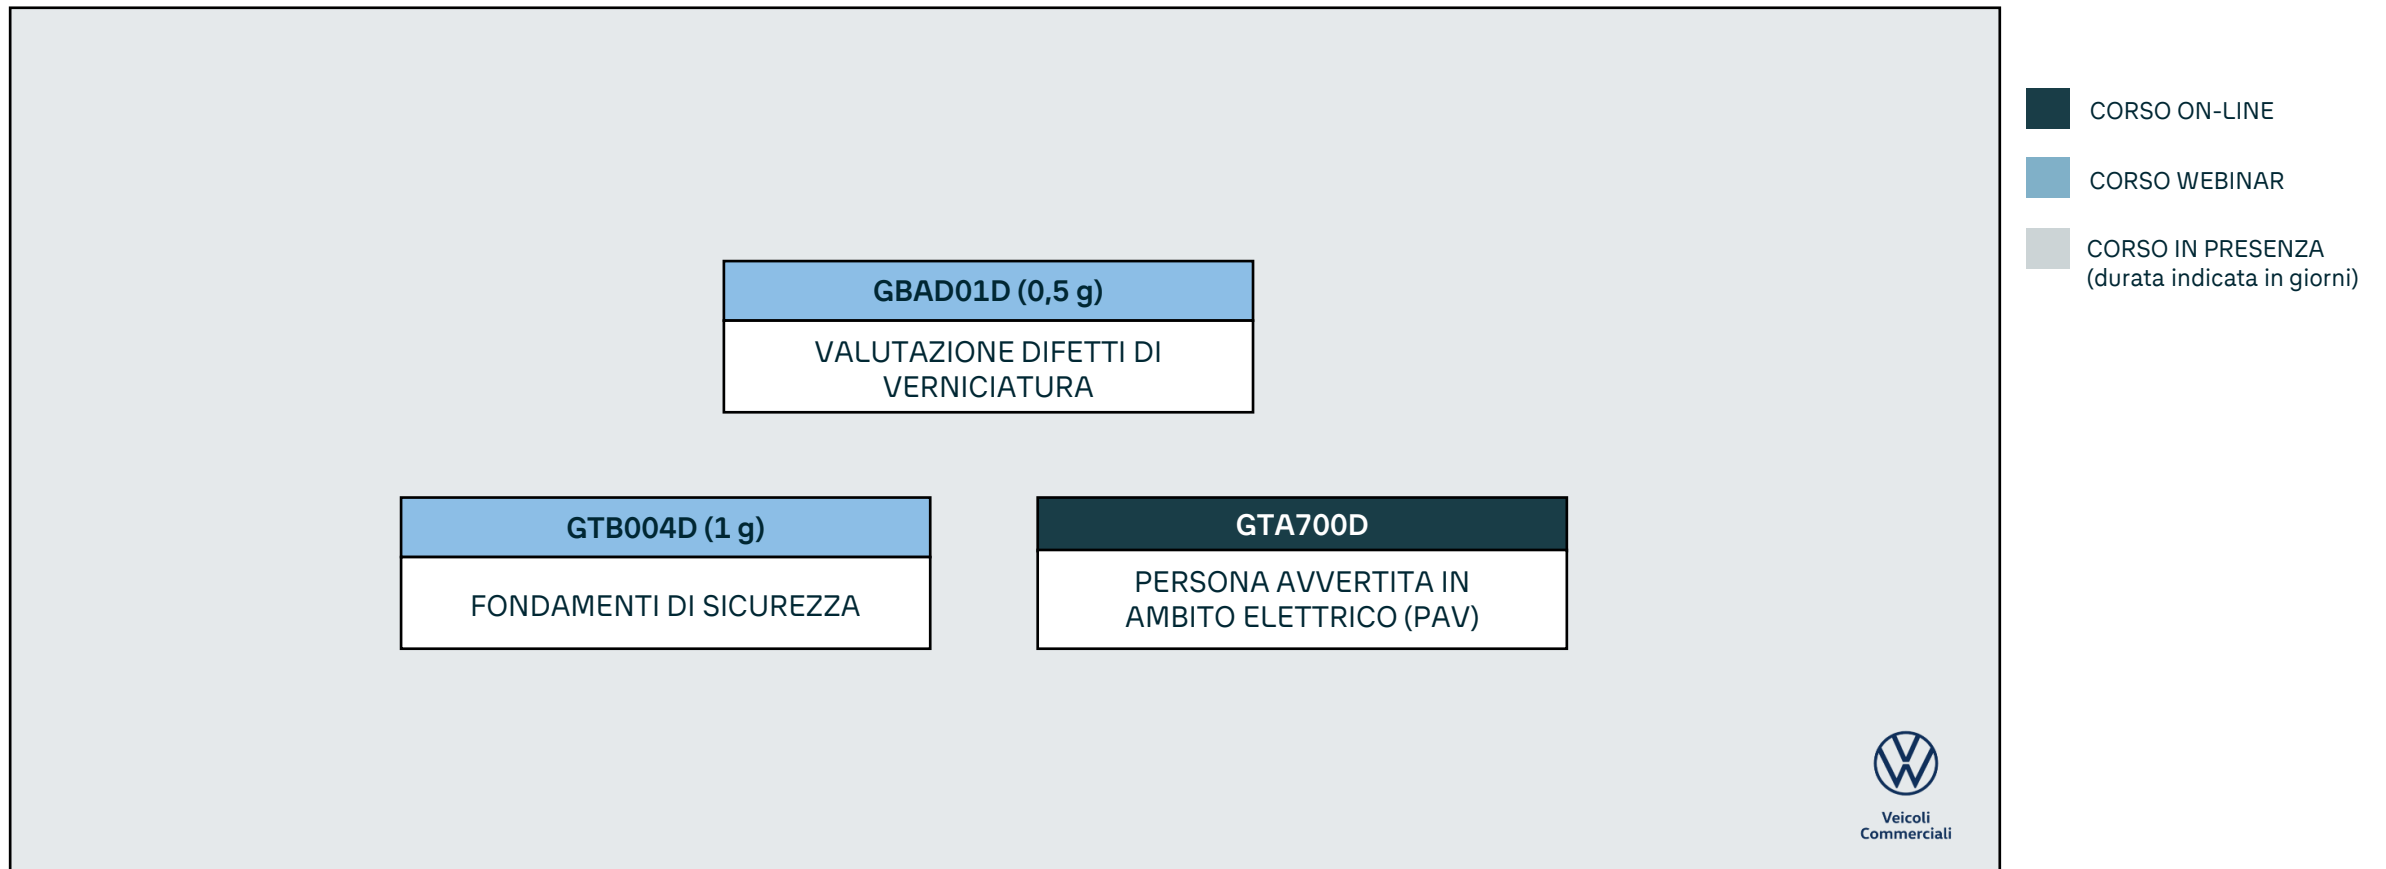 GBAD01D (0,5 g)
VALUTAZIONE DIFETTI DI
VERNICIATURA
GTB004D (1 g)
FONDAMENTI DI SICUREZZA
GTA700D
PERSONA AVVERTITA IN
AMBITO ELETTRICO (PAV)
Veicoli
Commerciali
CORSO ON-LINE
CORSO WEBINAR
CORSO IN PRESENZA
(durata indicata in giorni)